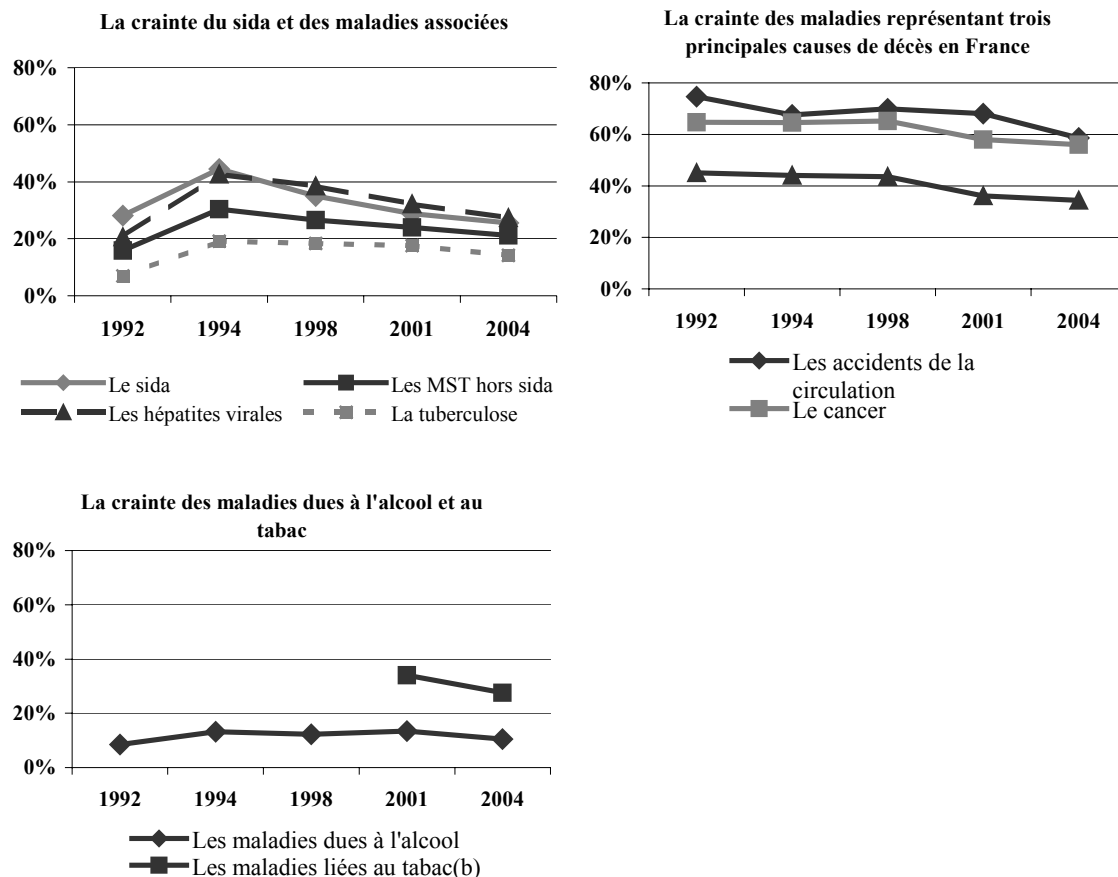 La crainte du sida et des maladies associées
80%
60%
40%
20%
0%
1992 1994 1998 2001 2004
Le sida Les MST hors sida
Les hépatites virales La tuberculose
La crainte des maladies représentant trois
principales causes de décès en France
80%
60%
40%
20%
0%
1992 1994 1998 2001 2004
Les accidents de la
circulation
Le cancer
La crainte des maladies dues à l'alcool et au
tabac
80%
60%
40%
20%
0%
1992 1994 1998 2001 2004
Les maladies dues à l'alcool
Les maladies liées au tabac(b)